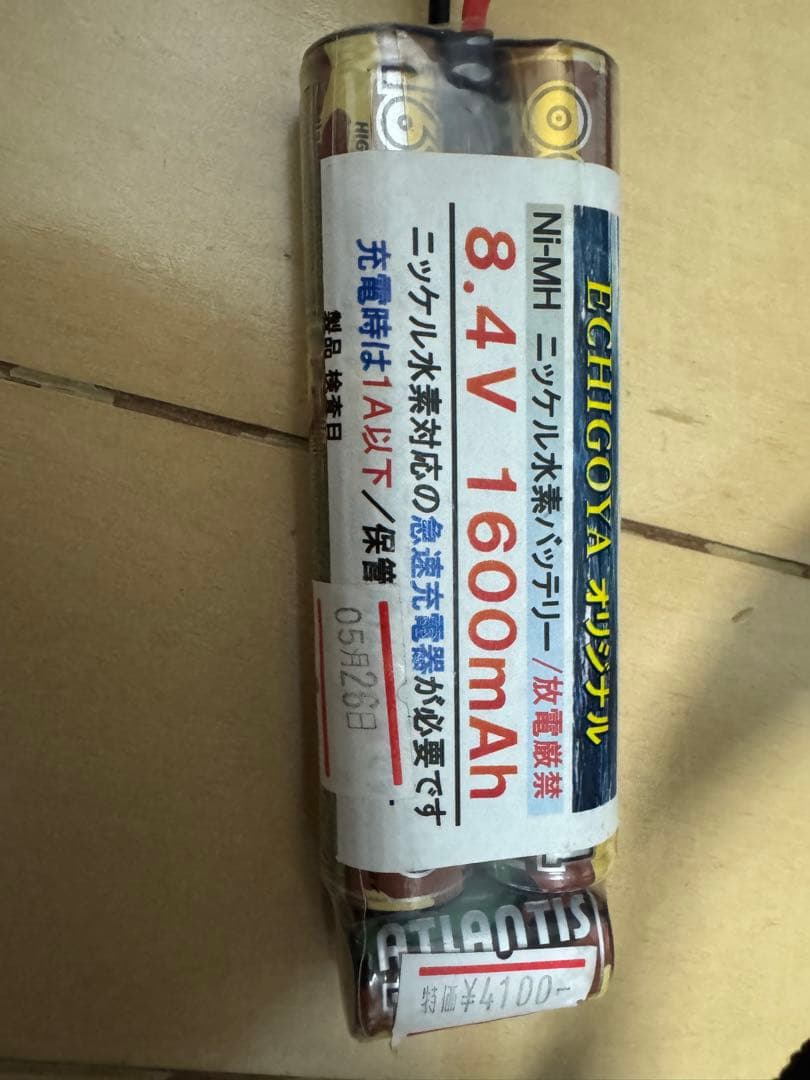 ECHIGOYA オリジナル
Ni-MH ニッケル水素バッテリー/放電厳禁
8.4V 1600mAh
ニッケル水素対応の急速充電器が必要です
充電時は1A以下/保管
製品 検査日
05月26日
ATLANTIS
特価¥4100-
HIG